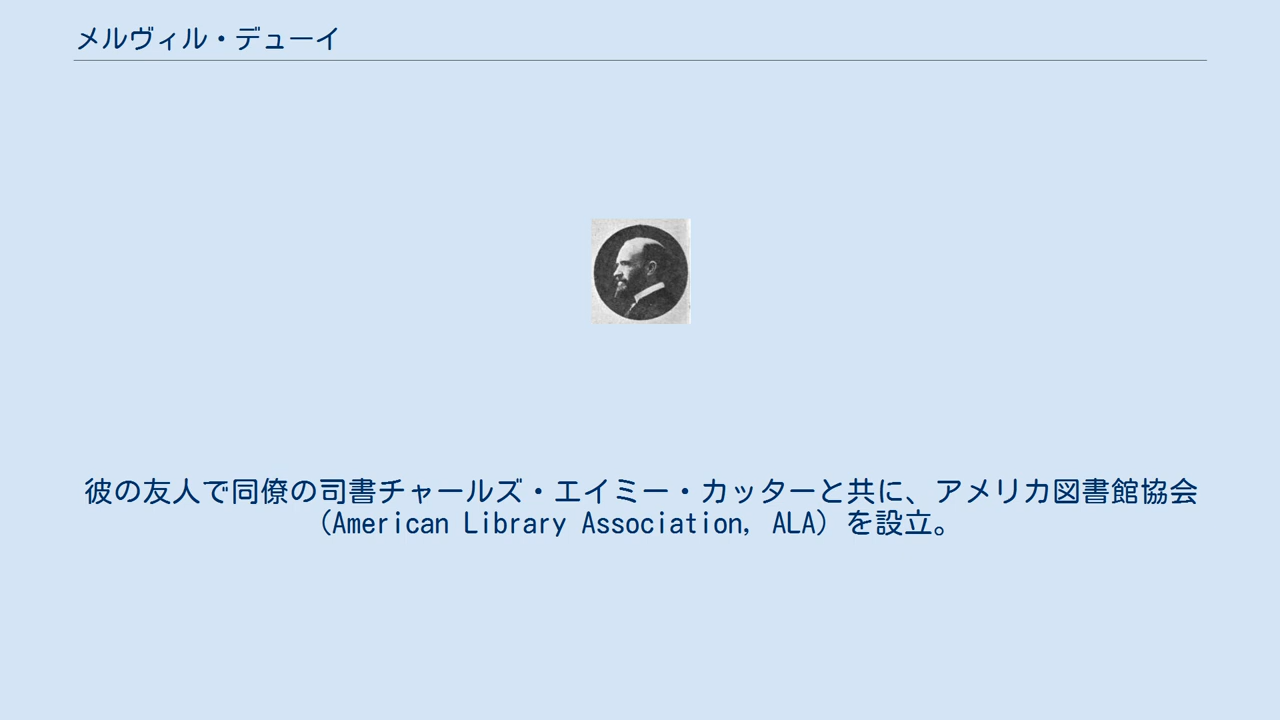 メルヴィル・デューイ
彼の友人で同僚の司書チャールズ・エイミー・カッターと共に、アメリカ図書館協会
（American Library Association, ALA）を設立。